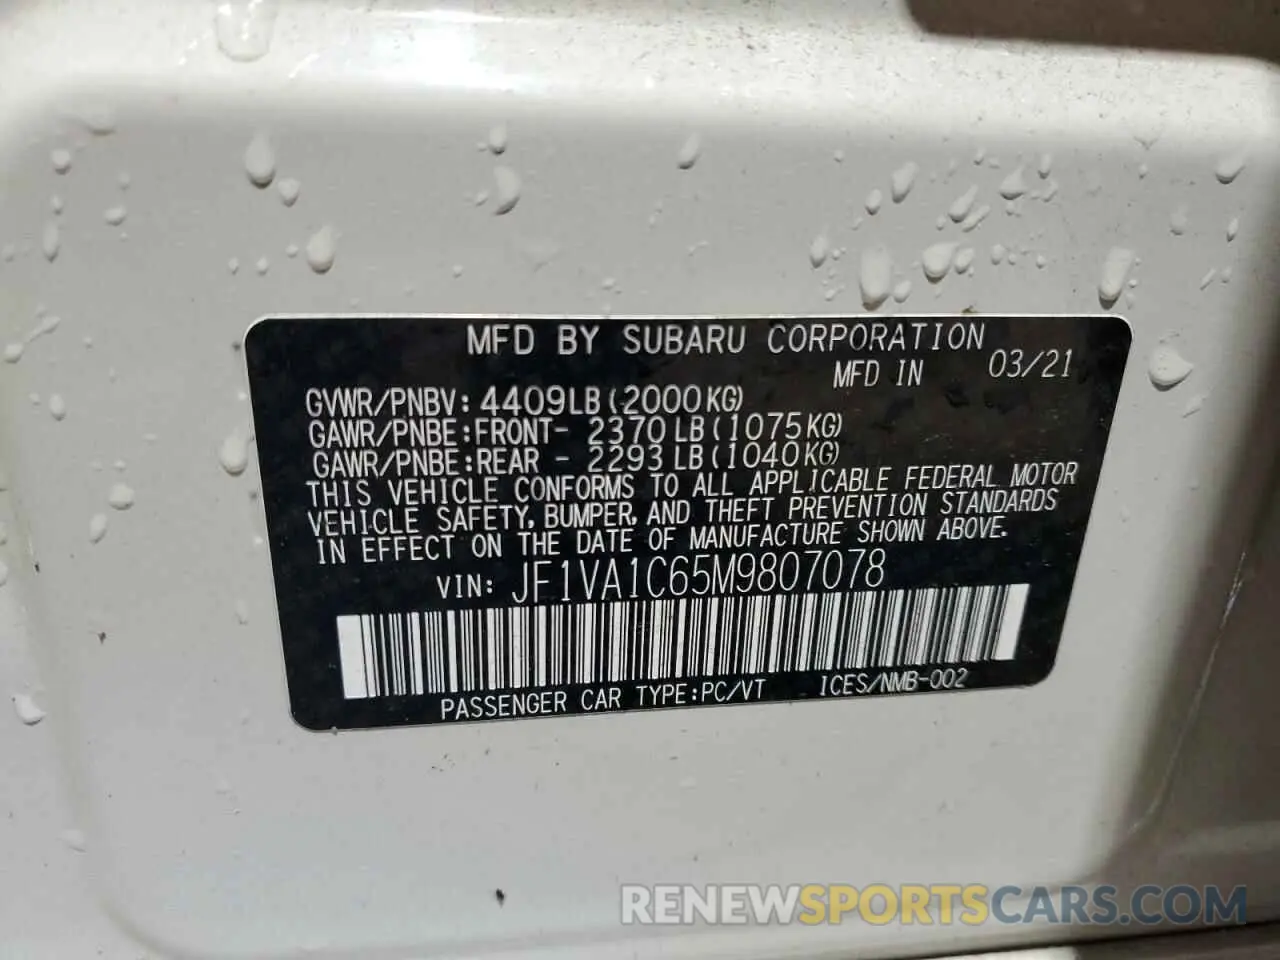 MFD BY SUBARU CORPORATION
MFD IN 03/21
GVWR/PNBV: 4409LB (2000KG)
GAWR/PNBE:FRONT- 2370 LB (1075KG)
GAWR/PNBE:REAR - 2293 LB (1040KG)
THIS VEHICLE CONFORMS TO ALL APPLICABLE FEDERAL MOTOR
VEHICLE SAFETY, BUMPER, AND THEFT PREVENTION STANDARDS
IN EFFECT ON THE DATE OF MANUFACTURE SHOWN ABOVE.
VIN: JF1VA1C65M9807078
PASSENGER CAR TYPE:PC/VT ICES/NMB-002
RENEWSPORTSCARS.COM